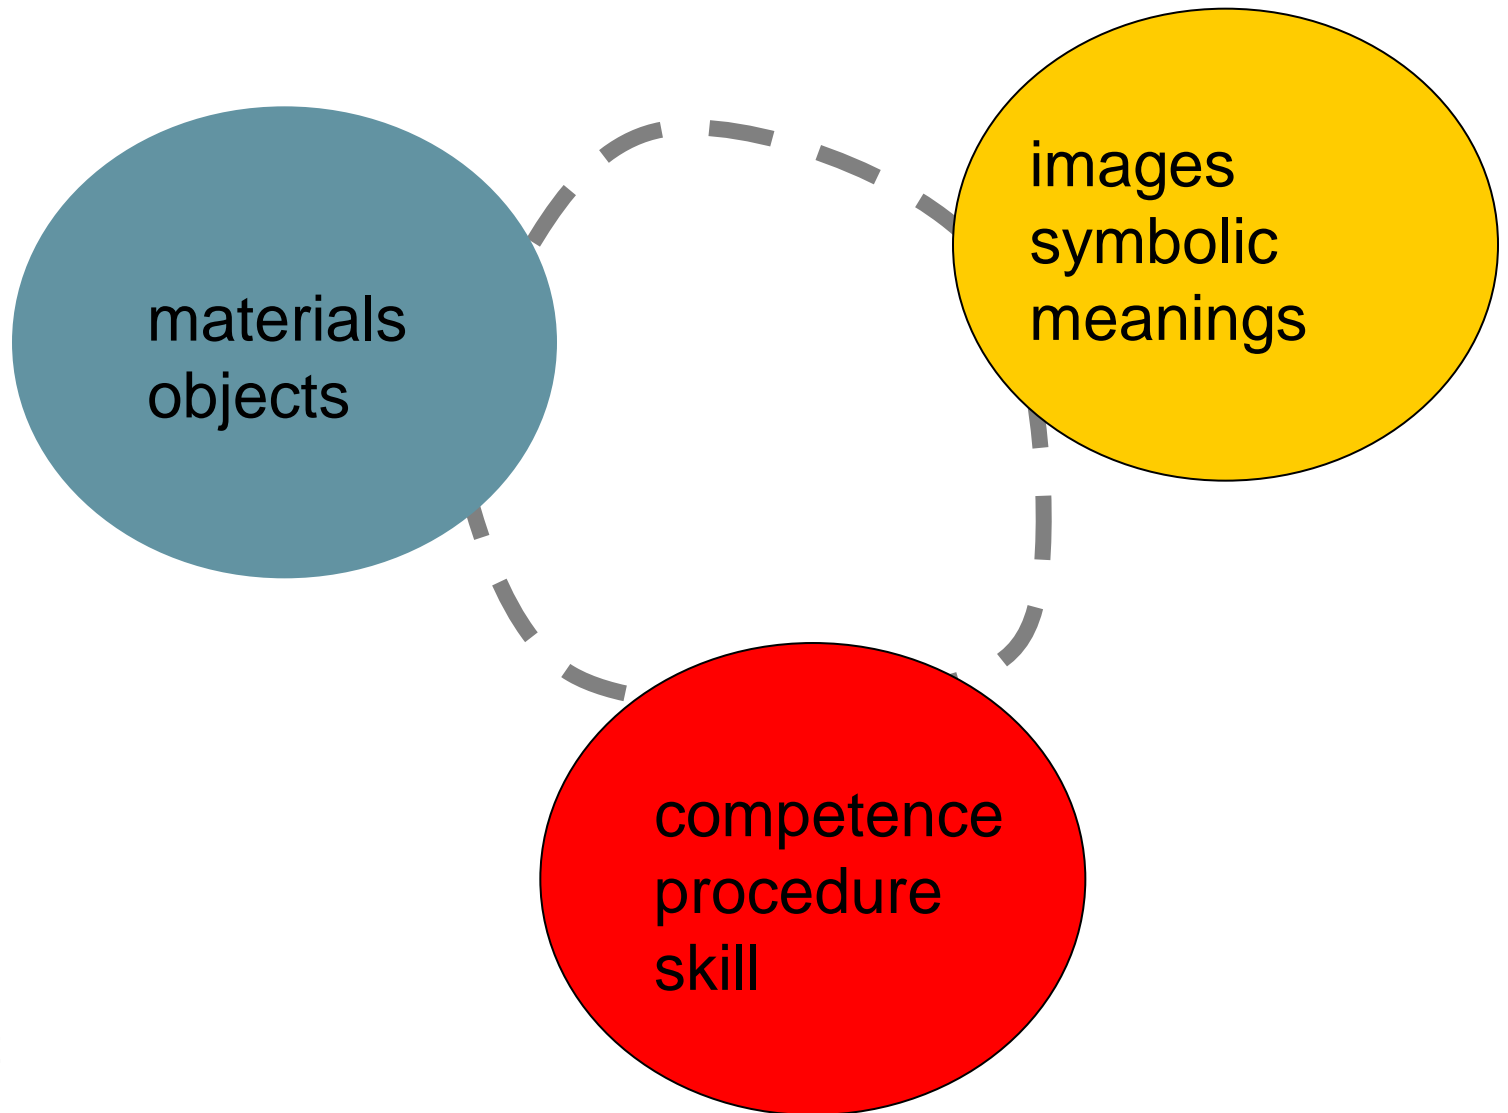 materials
objects
images
symbolic
meanings
competence
procedure
skill